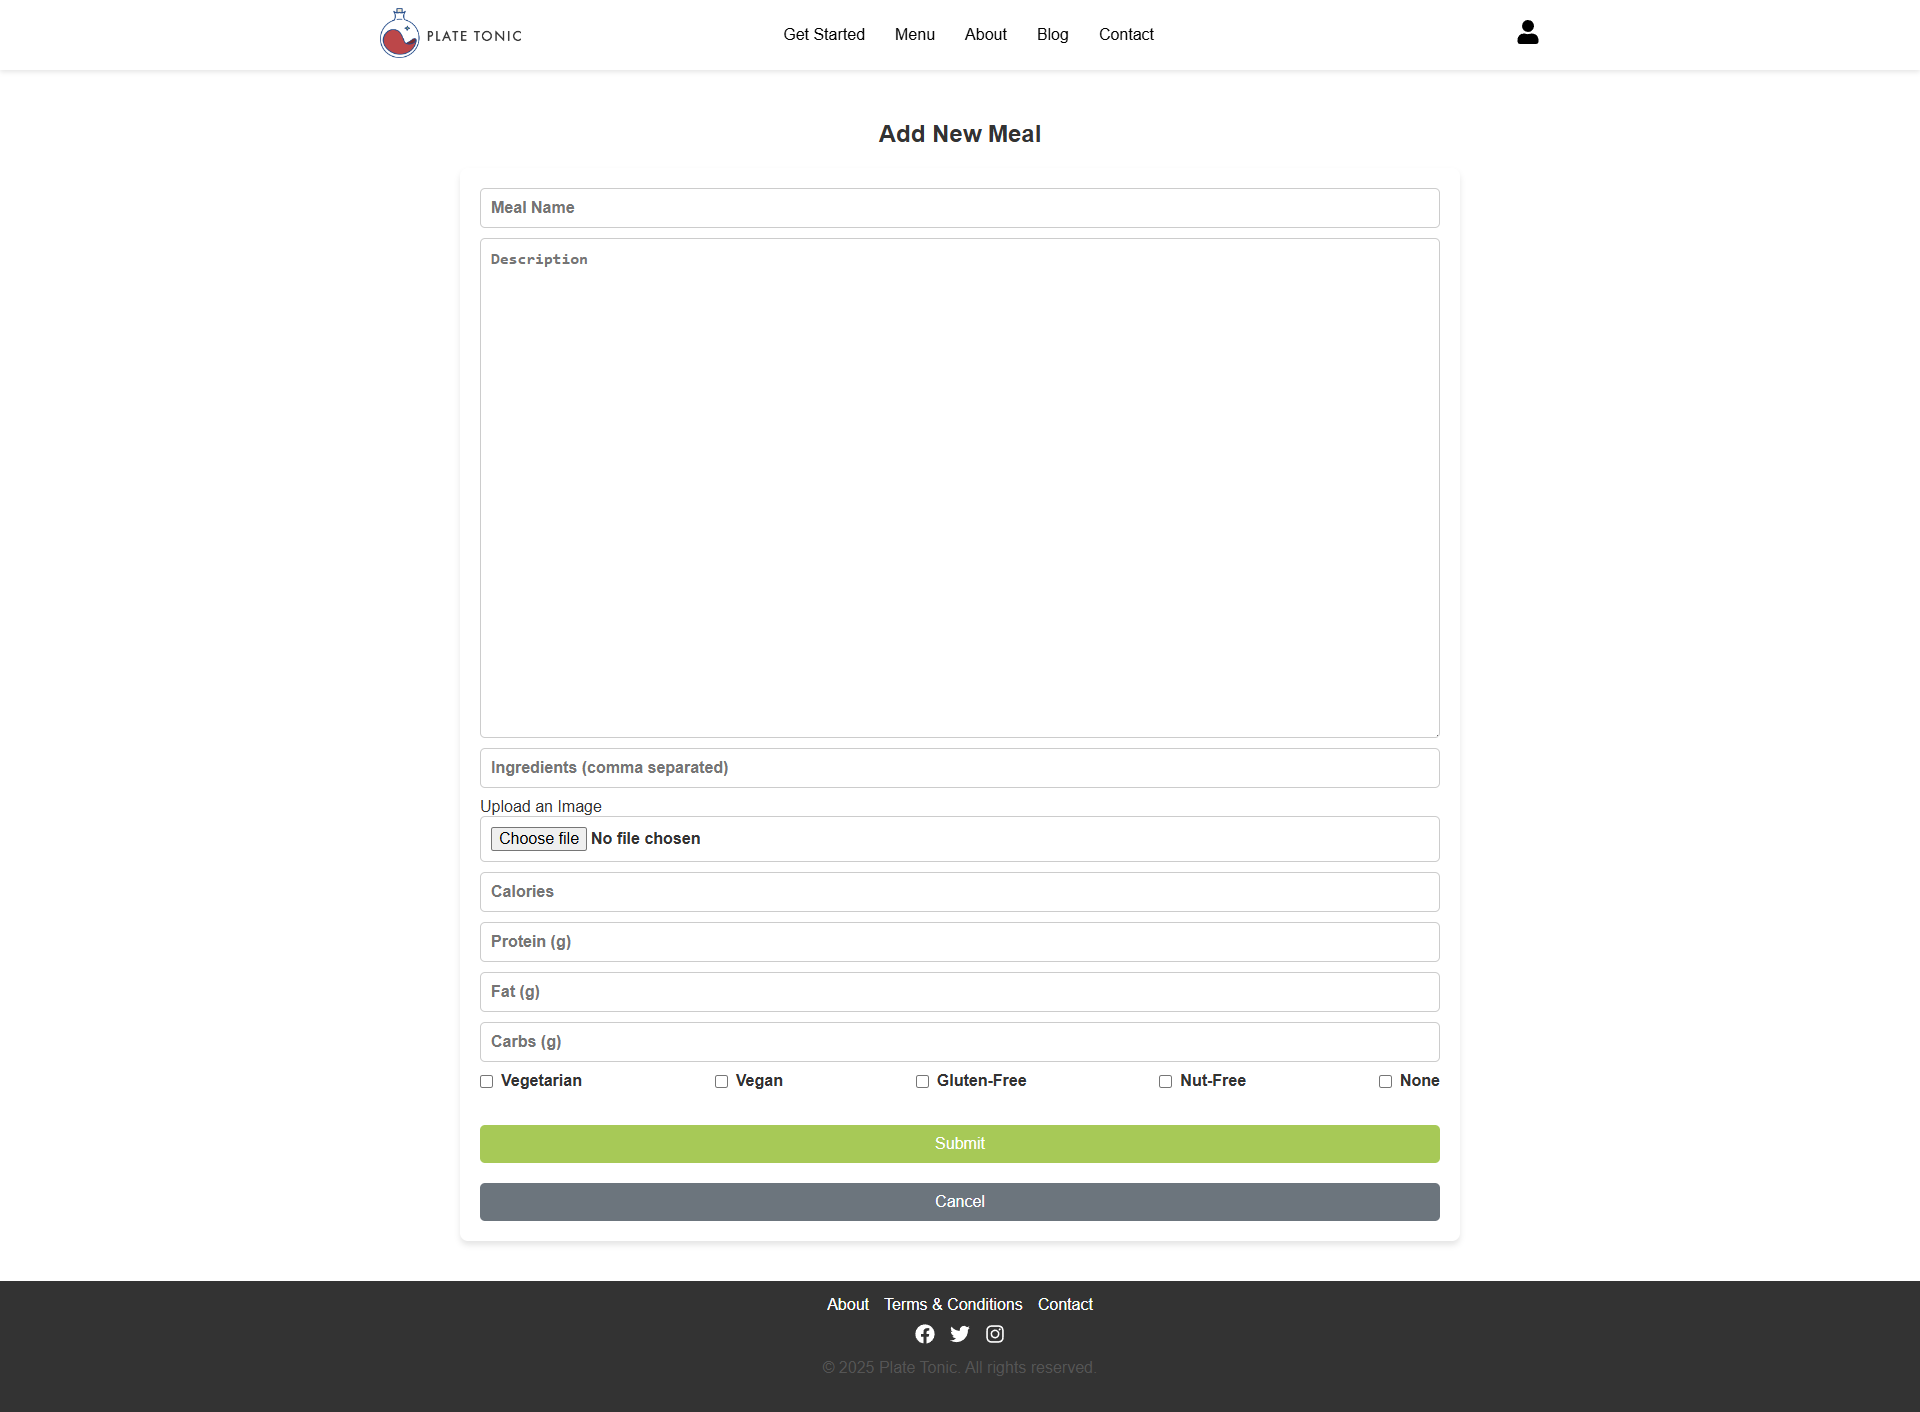 PLATE TONIC
Get Started Menu About Blog Contact
Add New Meal
Meal Name
Description
Ingredients (comma separated)
Upload an Image
Choose file No file chosen
Calories
Protein (g)
Fat (g)
Carbs (g)
Vegetarian Vegan Gluten-Free Nut-Free None
Submit
Cancel
About Terms & Conditions Contact
© 2025 Plate Tonic. All rights reserved.